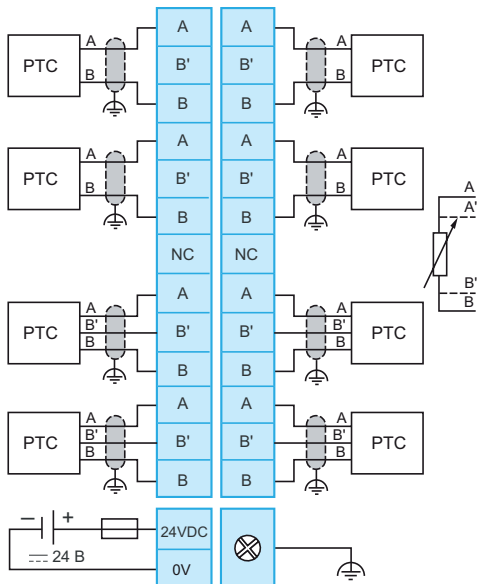 A A
PTC A A PTC
B' B'
B B
B B
A A
PTC A A PTC
B' B'
B B
B B
A
A'
NC NC
B'
B
A A
A A
PTC B' B' B' B' PTC
B B
B B
A A
A A
PTC B' B' B' B' PTC
B B
B B
− + 24VDC
24 В
0V